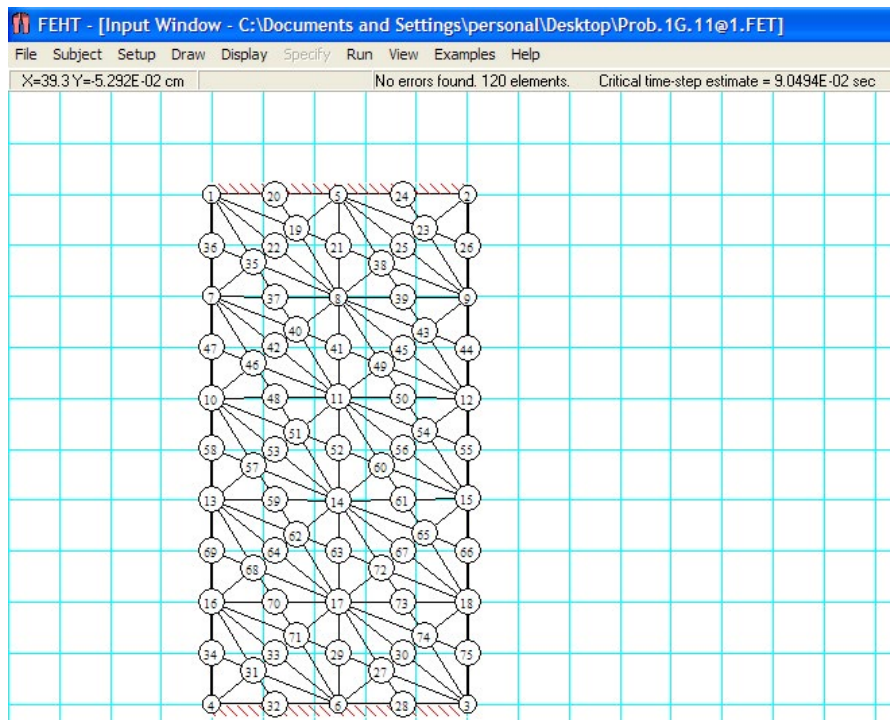 FEHT - [Input Window - C:\Documents and Settings\personal\Desktop\Prob.1G.11@1.FET]
File Subject Setup Draw Display Specify Run View Examples Help
X=39.3 Y=-5.292E-02 cm No errors found. 120 elements. Critical time-step estimate = 9.0494E-02 sec
1 20 5 24 2
19 23
36 22 21 25 26
35 38
7 37 8 39 9
40 43
47 42 41 45 44
46 49
10 48 11 50 12
51 54
58 53 52 56 55
57 60
13 59 14 61 15
62 65
69 64 63 67 66
68 72
16 70 17 73 18
71 74
34 33 29 30 75
31 27
4 32 6 28 3